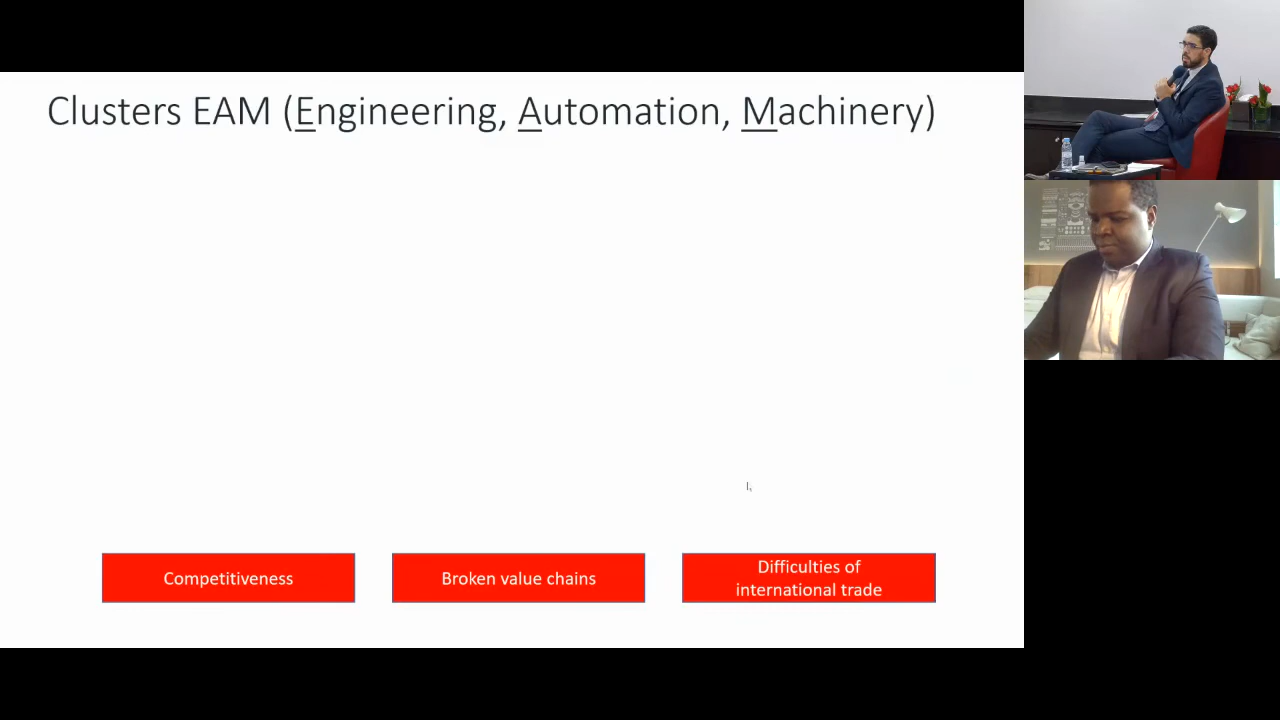 Clusters EAM (Engineering, Automation, Machinery)
Competitiveness
Broken value chains
Difficulties of
international trade